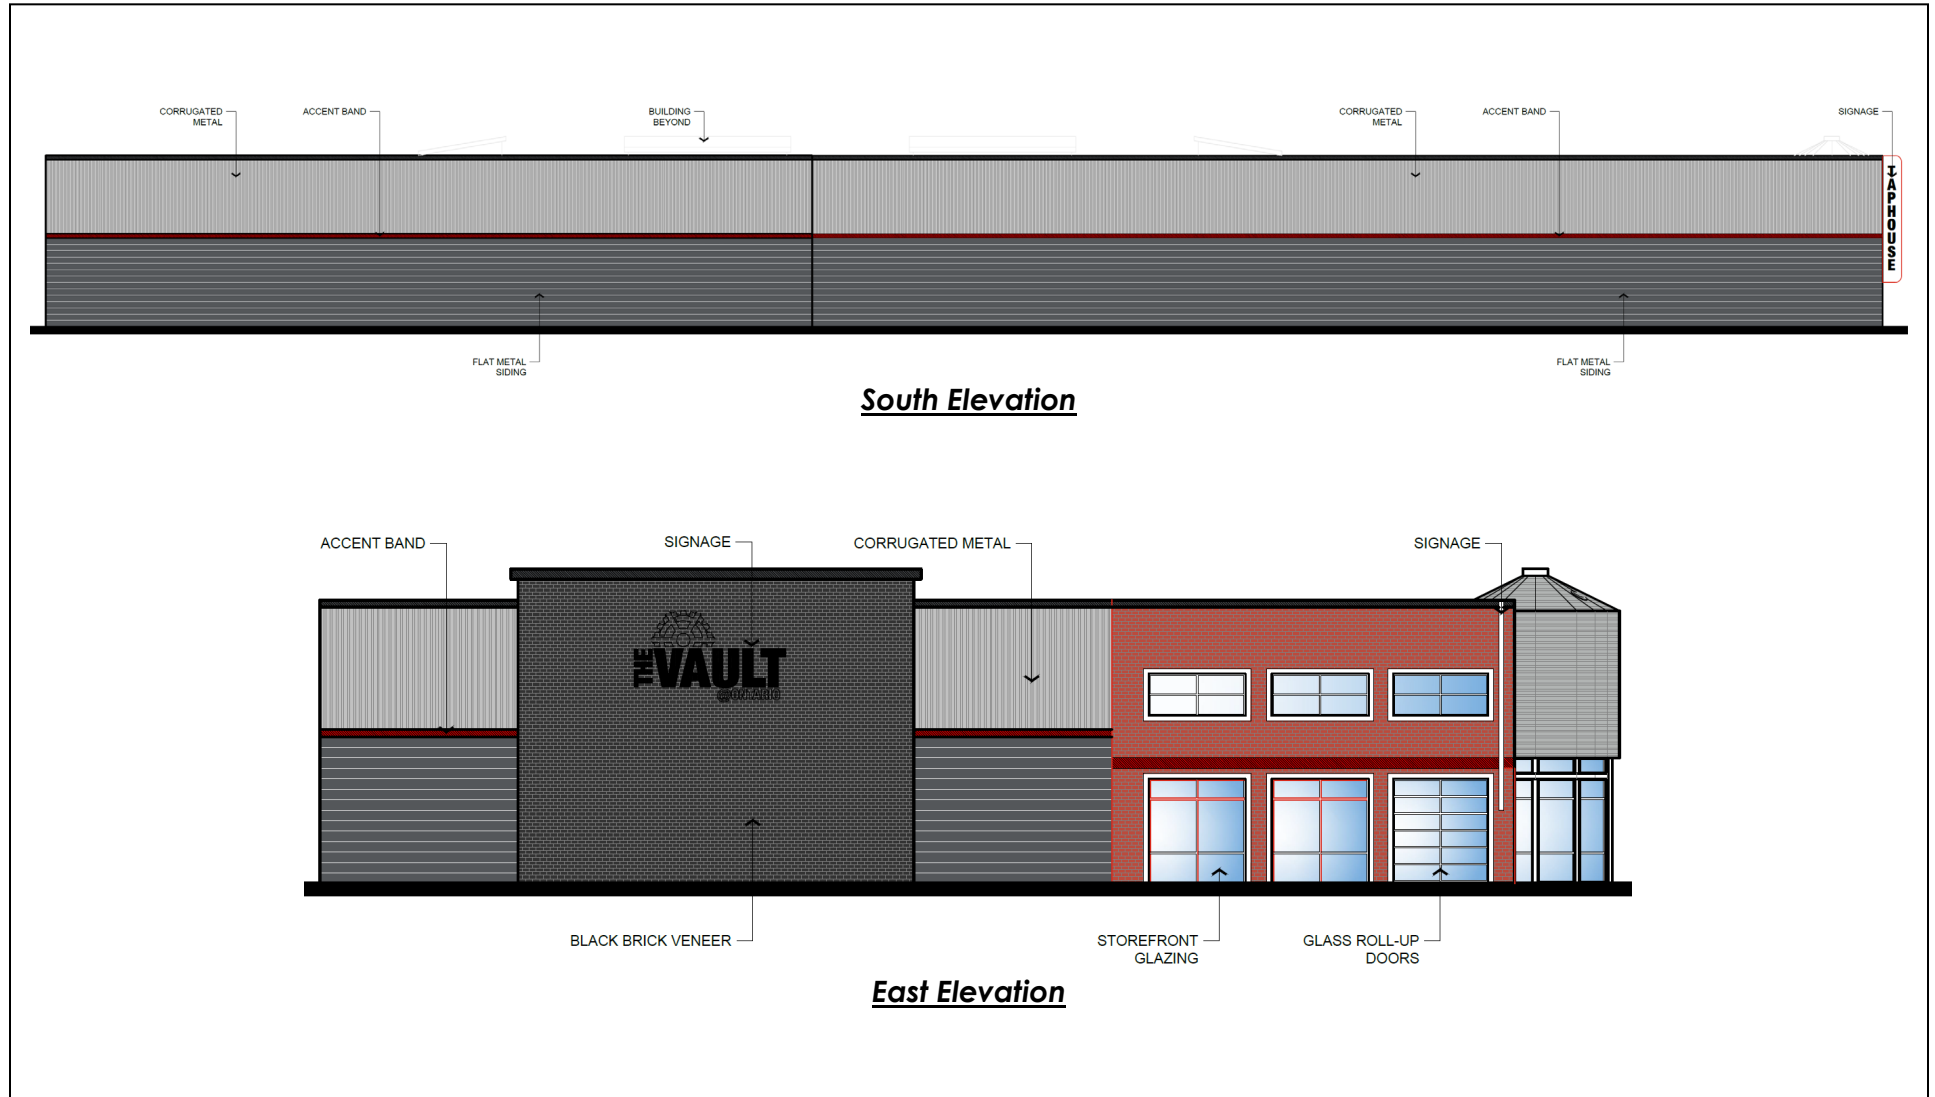 CORRUGATED
METAL
ACCENT BAND
BUILDING
BEYOND
CORRUGATED
METAL
ACCENT BAND
SIGNAGE
TAPHOUSE
FLAT METAL
SIDING
FLAT METAL
SIDING
South Elevation
ACCENT BAND
SIGNAGE
CORRUGATED METAL
SIGNAGE
THE
VAULT
@ONTARIO
BLACK BRICK VENEER
STOREFRONT
GLAZING
GLASS ROLL-UP
DOORS
East Elevation